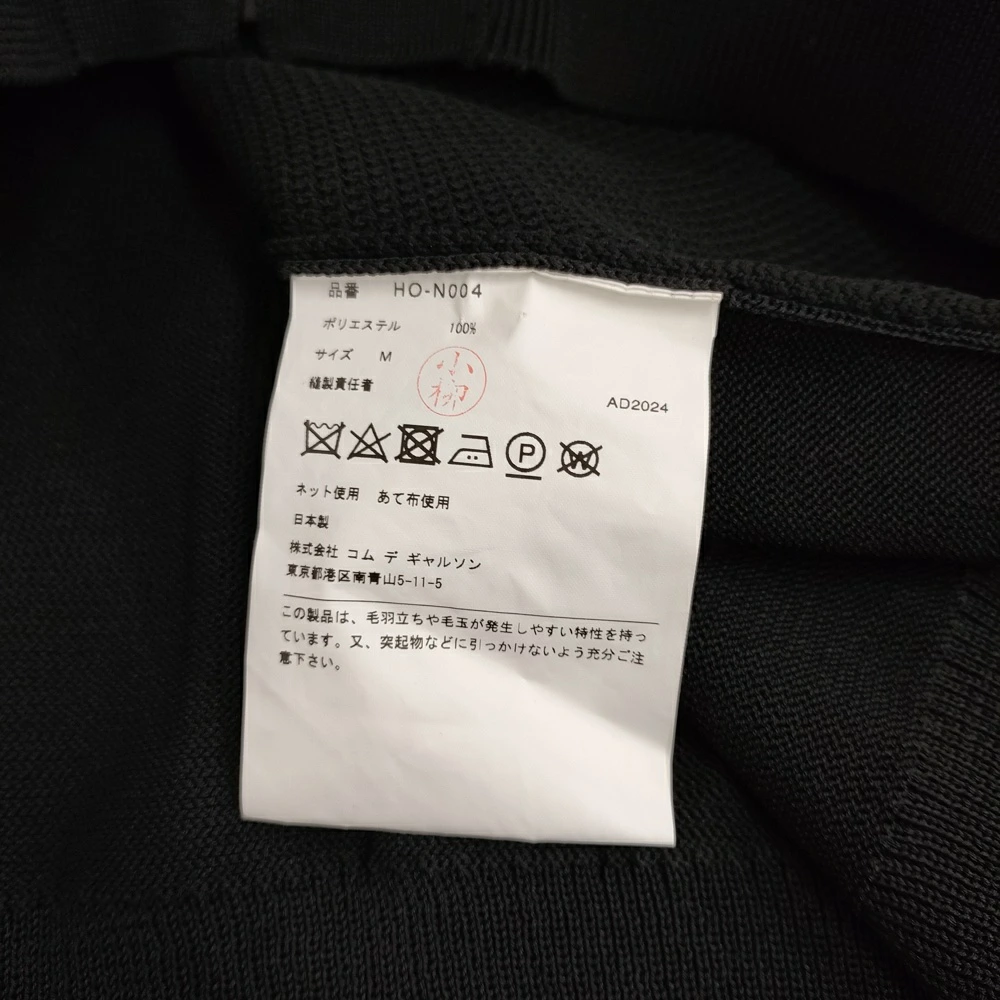 品番 HO-N004
ポリエステル 100%
サイズ M
小柳
縫製責任者
AD2024
P
W
ネット使用 あて布使用
日本製
株式会社 コム デ ギャルソン
東京都港区南青山5-11-5
この製品は、毛羽立ちや毛玉が発生しやすい特性を持っ
ています。又、突起物などに引っかけないよう充分ご注
意下さい。